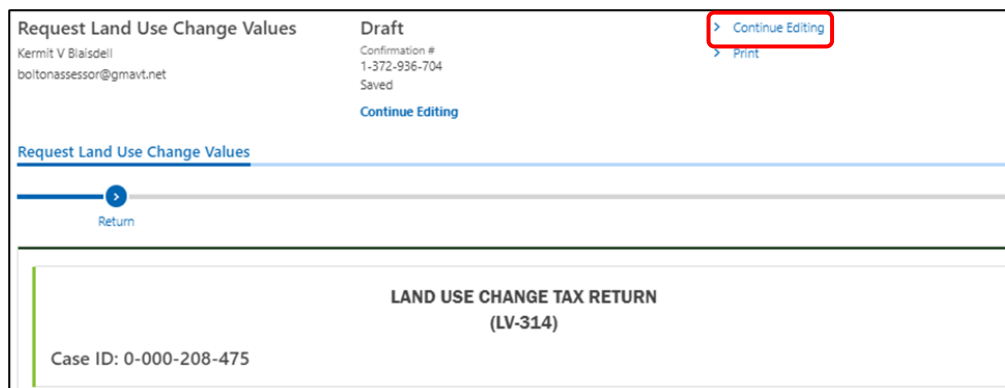 Request Land Use Change Values
Kermit V Blaisdell
boltonassessor@gmavt.net
Draft
Confirmation #
1-372-936-704
Saved
Continue Editing
Continue Editing
Print
Request Land Use Change Values
Return
LAND USE CHANGE TAX RETURN
(LV-314)
Case ID: 0-000-208-475